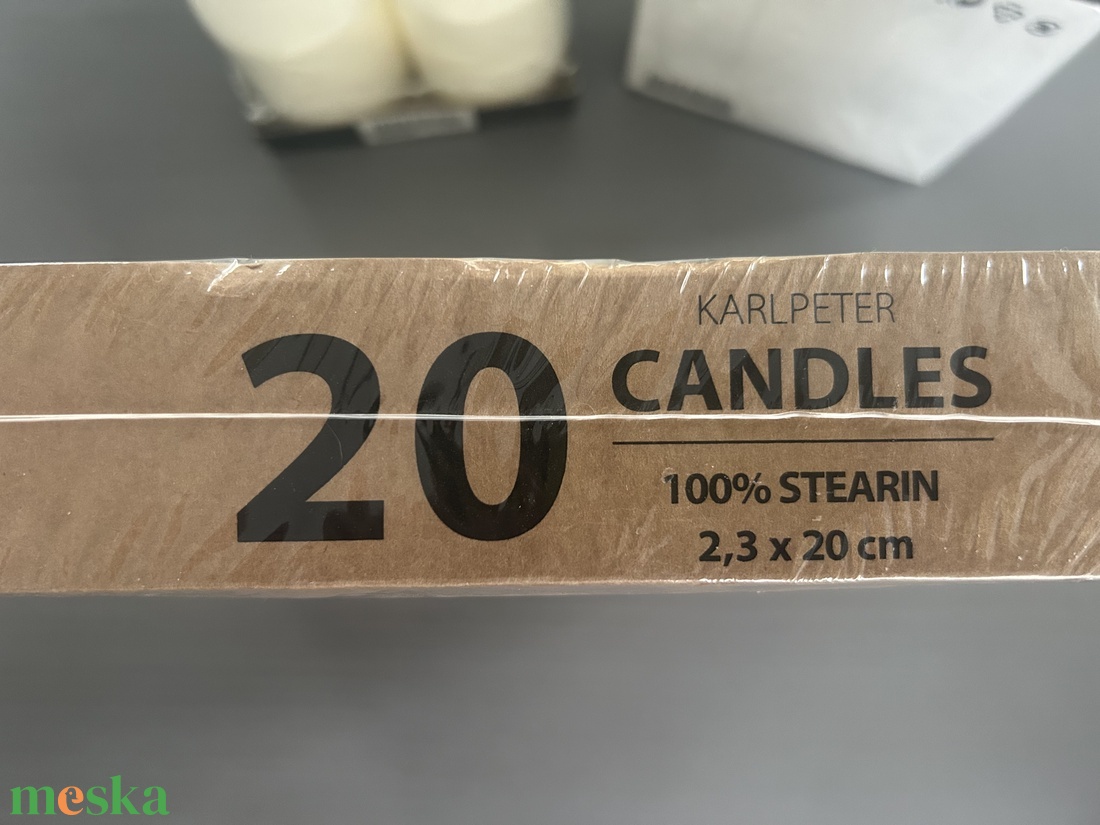 20
KARLPETER
CANDLES
100% STEARIN
2,3 x 20 cm
meska